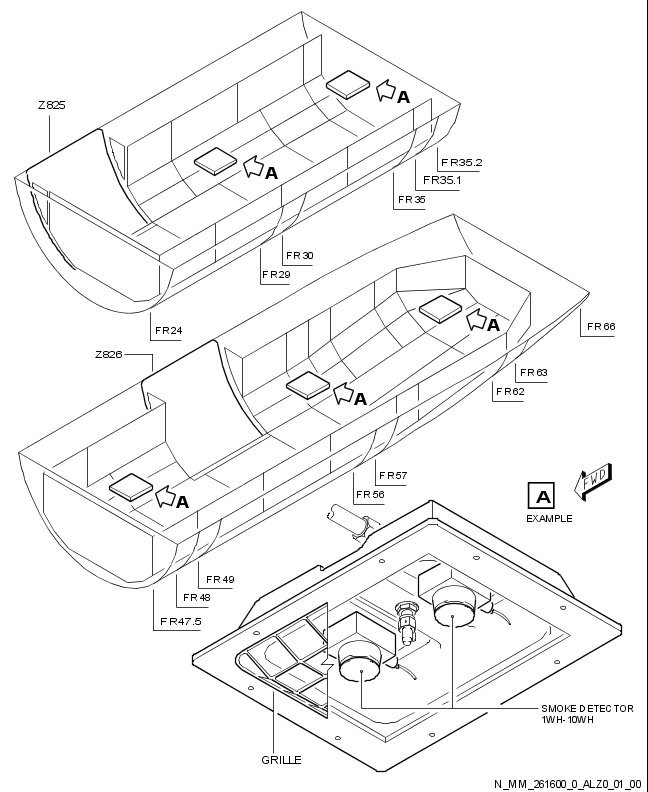 Z825
A
A
FR35.2
FR35.1
FR35
FR30
FR29
FR24
FR66
Z826
A
A
A
FR63
FR62
FR57
FR56
FR49
FR48
FR47.5
A
FWD
EXAMPLE
SMOKE DETECTOR
1WH-10WH
GRILLE
N_MM_261600_0_ALZ0_01_00